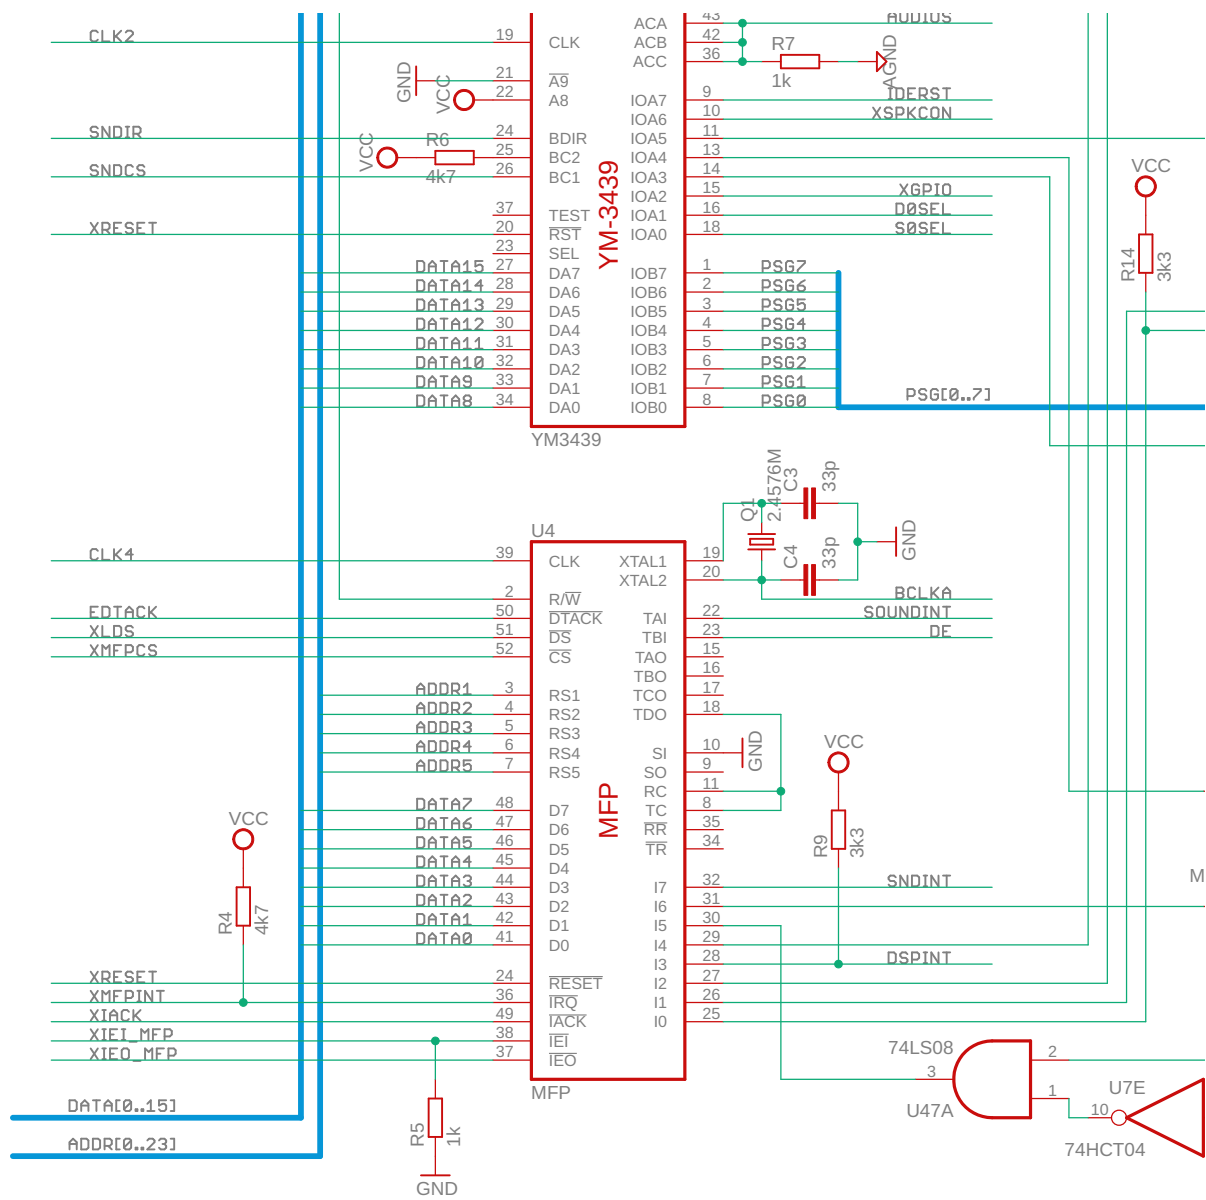 43 AUDIOS
ACA
CLK2 19 CLK ACB 42 R7
ACC 36 1k AGND
GND 21 A9
VCC 22 A8 IOA7 9 IDERST
IOA6 10 XSPKCON
SNDIR 24 BDIR IOA5 11
VCC R6 25 BC2 IOA4 13 VCC
SNDCS 4k7 26 BC1 IOA3 14
IOA2 15 XGPIO
37 TEST IOA1 16 D0SEL
XRESET 20 RST IOA0 18 S0SEL
23 SEL YM-3439 R14 3k3
DATA15 27 DA7 IOB7 1 PSG7
DATA14 28 DA6 IOB6 2 PSG6
DATA13 29 DA5 IOB5 3 PSG5
DATA12 30 DA4 IOB4 4 PSG4
DATA11 31 DA3 IOB3 5 PSG3
DATA10 32 DA2 IOB2 6 PSG2
DATA9 33 DA1 IOB1 7 PSG1
DATA8 34 DA0 IOB0 8 PSG0 PSG[0..7]
YM3439
Q1 2.4576M C3 33p
U4
CLK4 39 CLK XTAL1 19 C4 33p GND
XTAL2 20
2 R/W BCLKA
EDTACK 50 DTACK TAI 22 SOUNDINT
XLDS 51 DS TBI 23 DE
XMFPCS 52 CS TAO 15
TBO 16
ADDR1 3 RS1 TCO 17
ADDR2 4 RS2 TDO 18
ADDR3 5 RS3
ADDR4 6 RS4 SI 10 GND VCC
ADDR5 7 RS5 SO 9
RC 11
DATA7 48 D7 MFP TC 8
VCC DATA6 47 D6 RR 35
DATA5 46 D5 TR 34 R9 3k3
DATA4 45 D4
DATA3 44 D3 I7 32 SNDINT M
DATA2 43 D2 I6 31
R4 4k7 DATA1 42 D1 I5 30
DATA0 41 D0 I4 29
I3 28 DSPINT
XRESET 24 RESET I2 27
XMFPINT 36 IRQ I1 26
XIACK 49 IACK I0 25
XIEI_MFP 38 IEI
XIEO_MFP 37 IEO 74LS08 2
3
MFP 1 U7E
DATA[0..15] U47A 10
R5 1k
ADDR[0..23] 74HCT04
GND